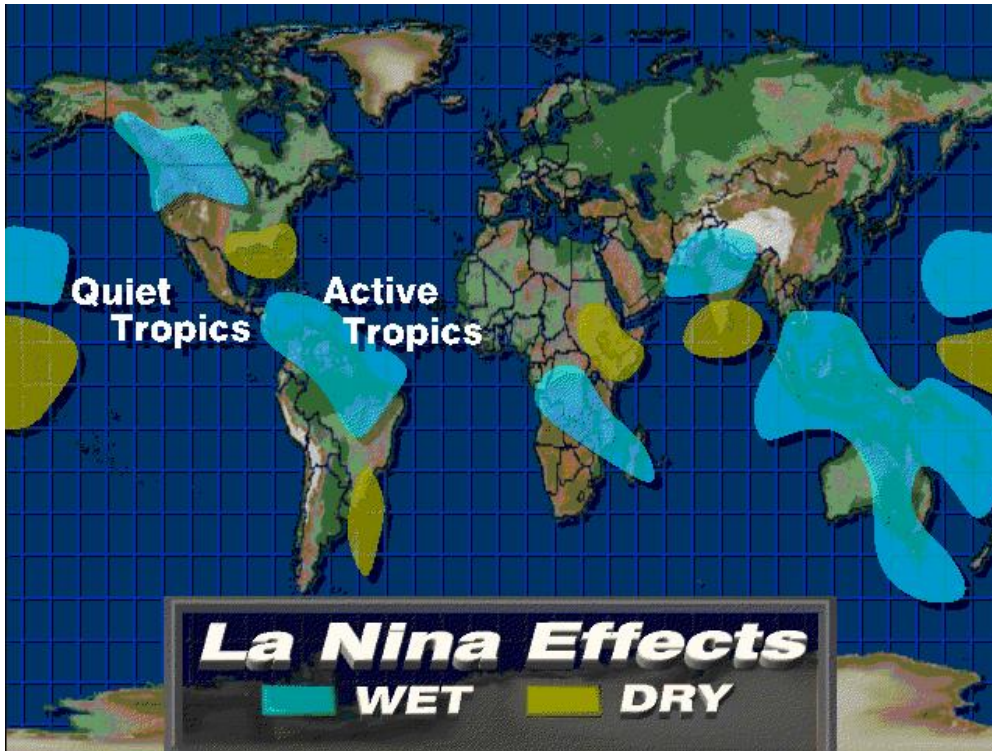 Quiet
Tropics
Active
Tropics
La Nina Effects
WET
DRY